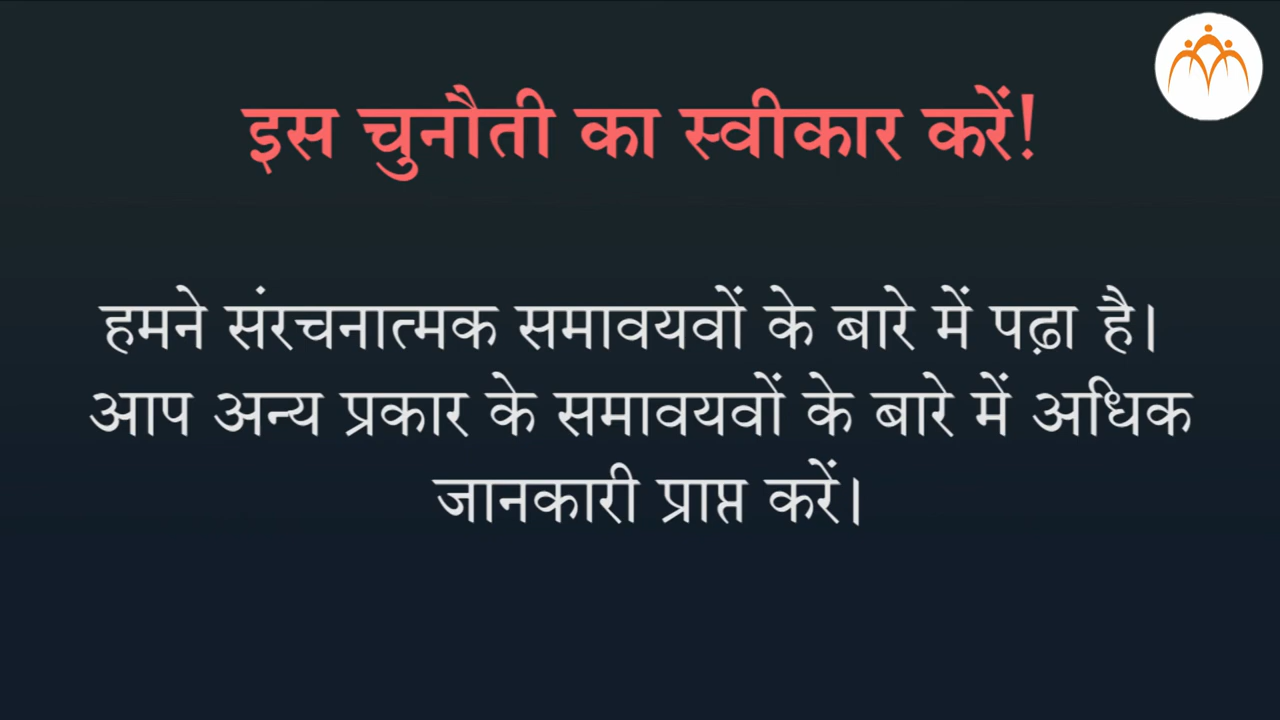 इस चुनौती का स्वीकार करें!
हमने संरचनात्मक समावयवों के बारे में पढ़ा है।
आप अन्य प्रकार के समावयवों के बारे में अधिक
जानकारी प्राप्त करें।